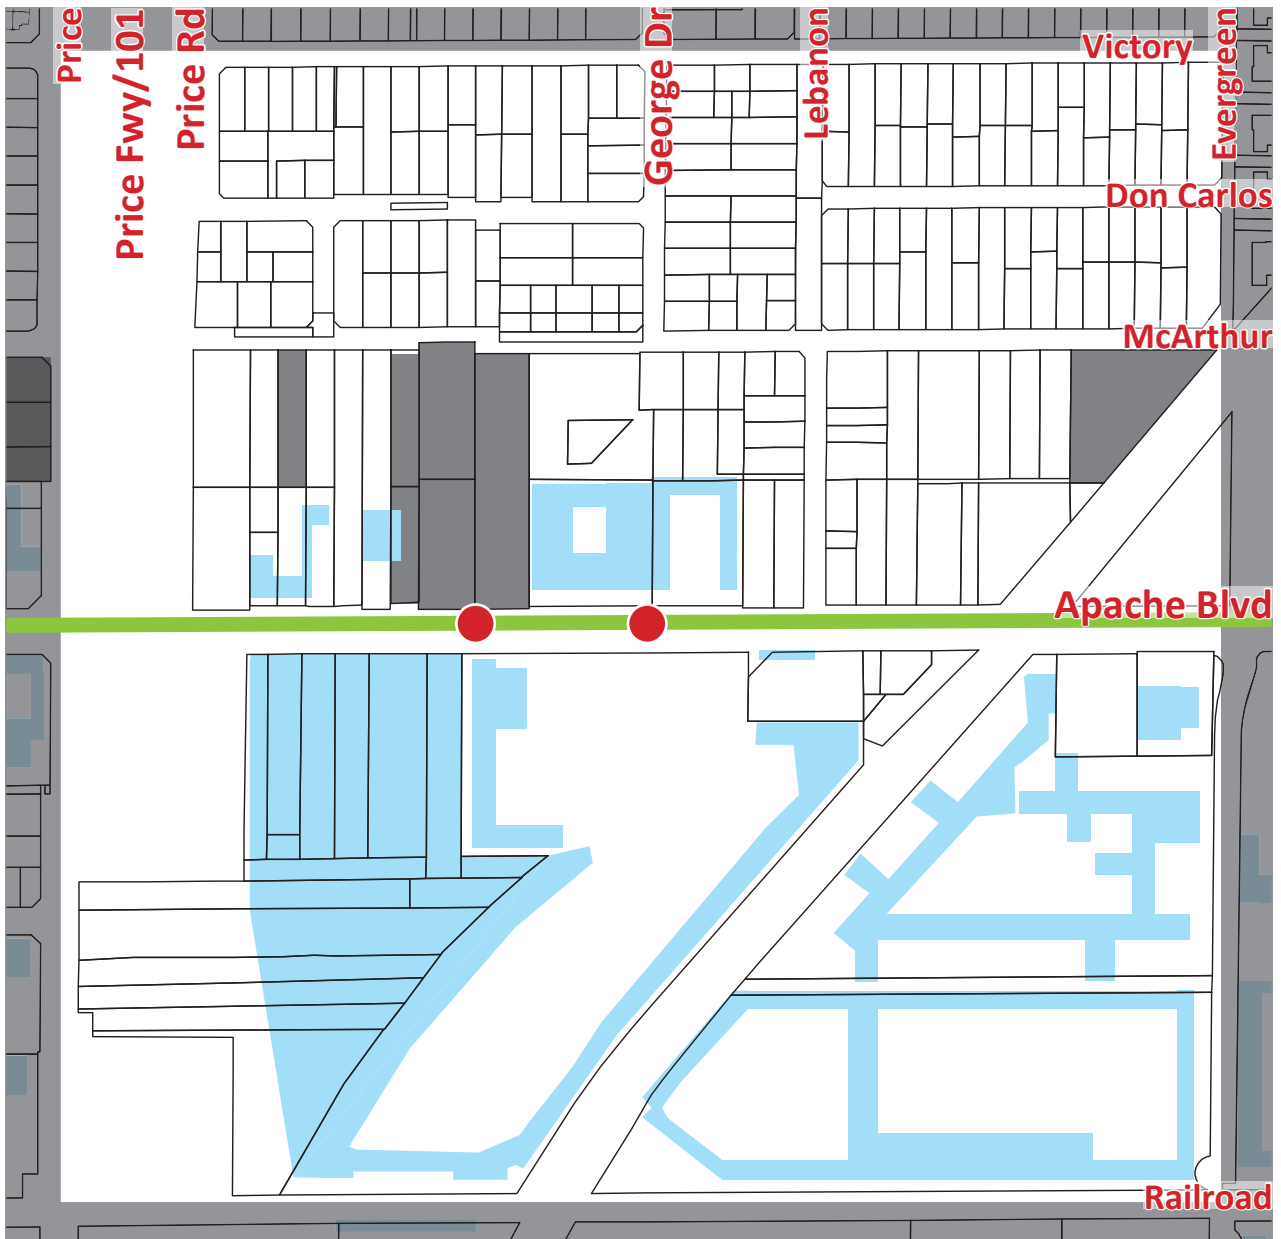 Price
Price Fwy/101
Price Rd
George Dr
Lebanon
Victory
Evergreen
Don Carlos
McArthur
Apache Blvd
Railroad